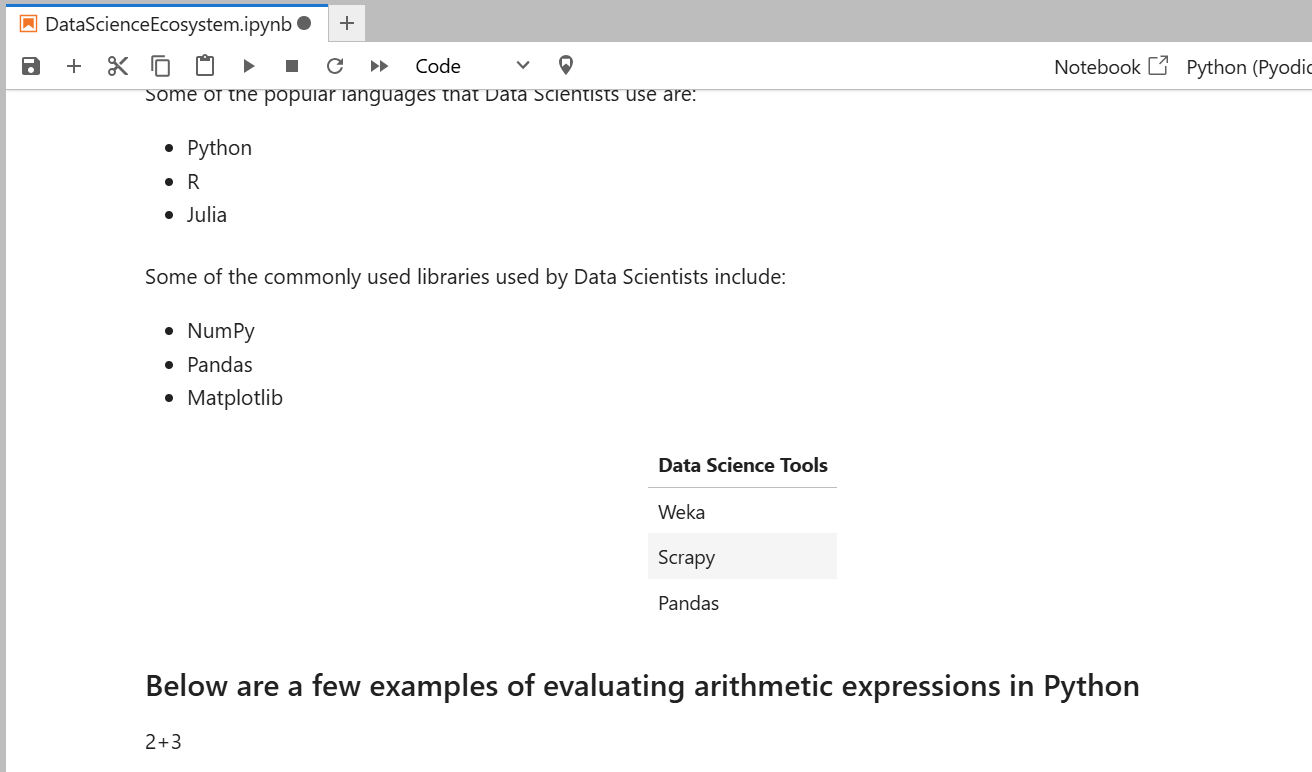 DataScienceEcosystem.ipynb
Code
Notebook
Python (Pyodic
Some of the popular languages that Data Scientists use are:
Python
R
Julia
Some of the commonly used libraries used by Data Scientists include:
NumPy
Pandas
Matplotlib
Data Science Tools
Weka
Scrapy
Pandas
Below are a few examples of evaluating arithmetic expressions in Python
2+3